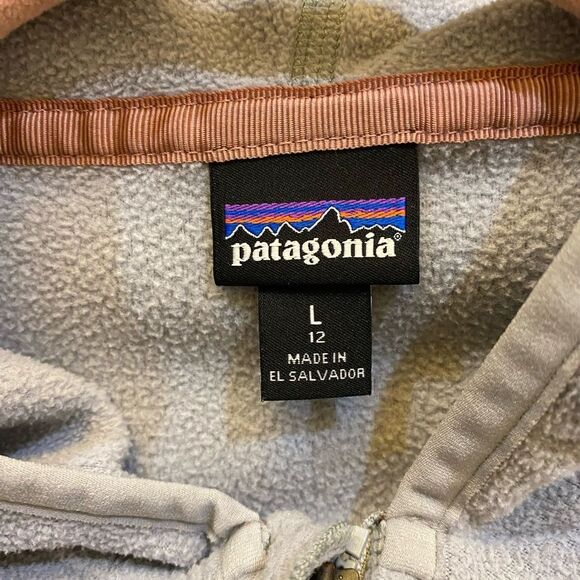 patagonia®
L
12
MADE IN
EL SALVADOR